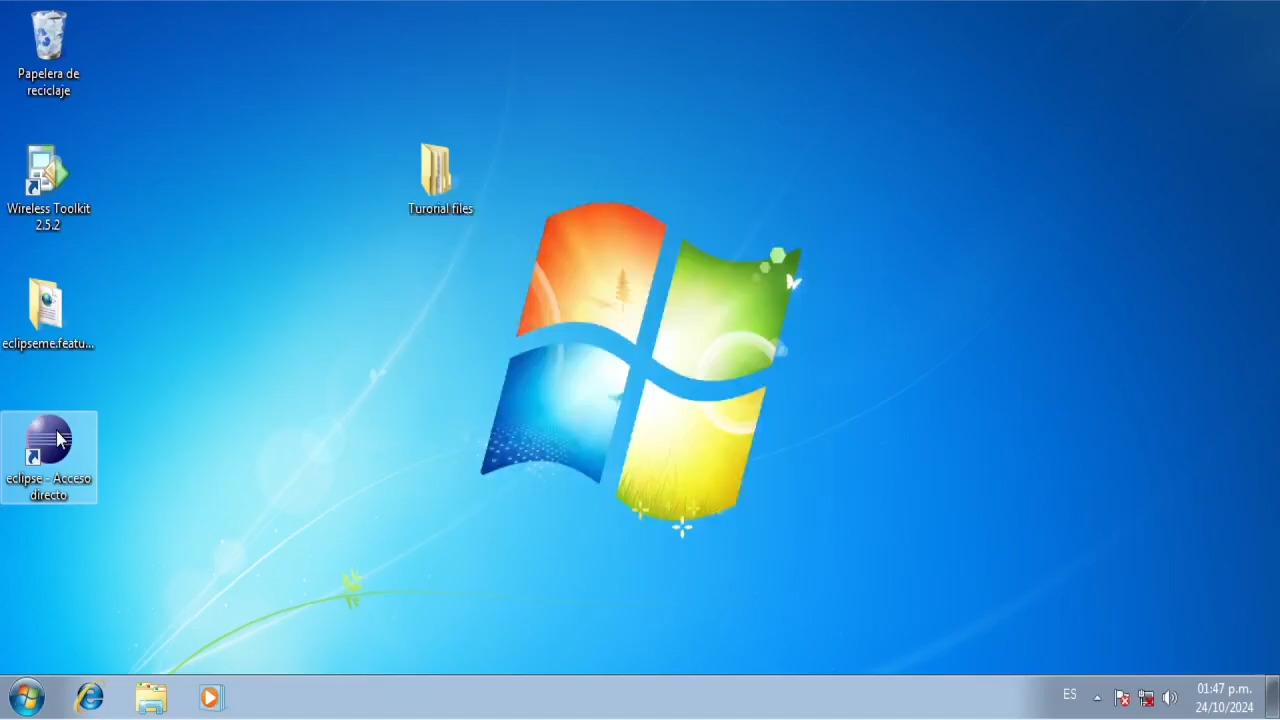 Papelera de
reciclaje
Wireless Toolkit
2.5.2
Turorial files
eclipseme.featu...
eclipse - Acceso
directo
ES
01:47 p.m.
24/10/2024